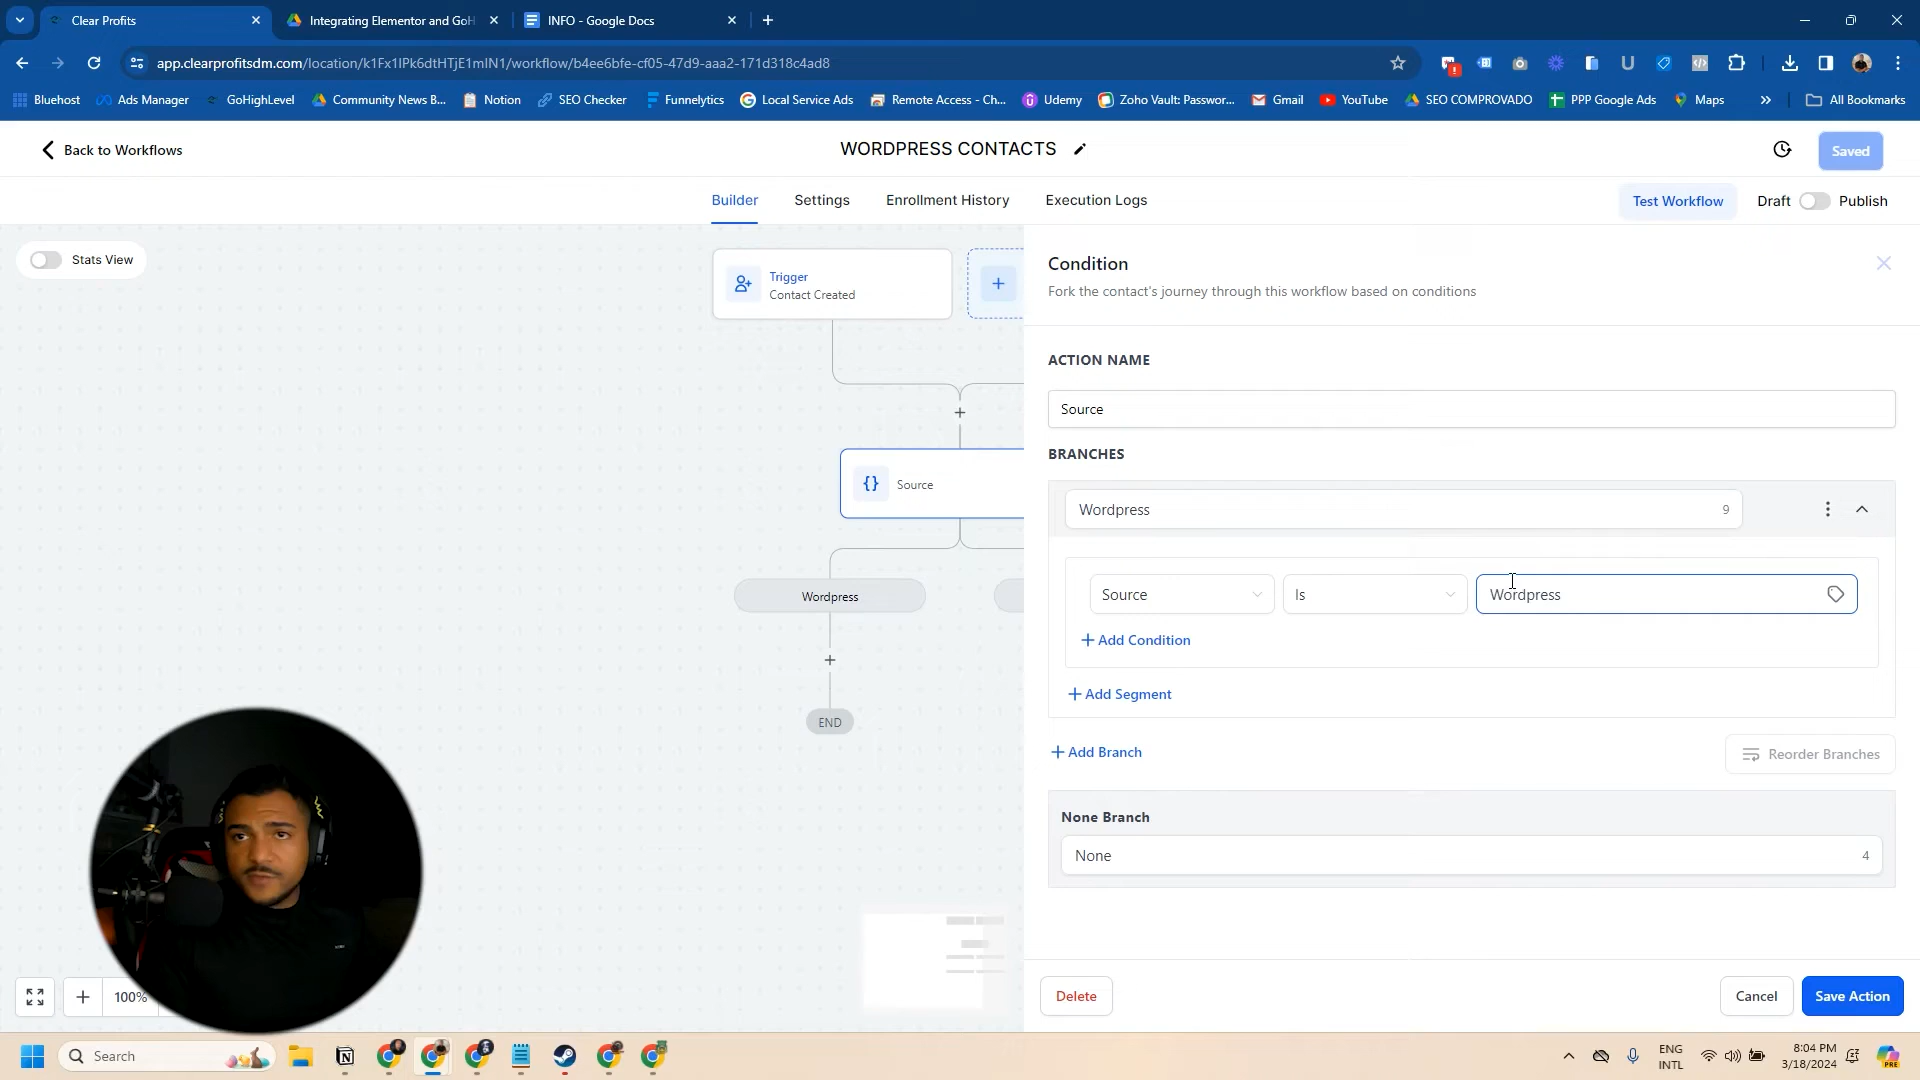 Clear Profits
Integrating Elementor and GoH
INFO - Google Docs
app.clearprofitsdm.com/location/k1Fx1lPk6dtHTjE1mlN1/workflow/b4ee6bfe-cf05-47d9-aaa2-171d318c4ad8
Bluehost
Ads Manager
GoHighLevel
Community News B...
Notion
SEO Checker
Funnelytics
Local Service Ads
Remote Access - Ch...
Udemy
Zoho Vault: Passwor...
Gmail
YouTube
SEO COMPROVADO
PPP Google Ads
Maps
All Bookmarks
Back to Workflows
WORDPRESS CONTACTS
Saved
Builder
Settings
Enrollment History
Execution Logs
Test Workflow
Draft
Publish
Stats View
Trigger
Contact Created
Source
Wordpress
END
100%
Condition
Fork the contact's journey through this workflow based on conditions
ACTION NAME
Source
BRANCHES
Wordpress 9
Source
Is
Wordpress
+ Add Condition
+ Add Segment
+ Add Branch
Reorder Branches
None Branch
None 4
Delete
Cancel
Save Action
Search
ENG
INTL
8:04 PM
3/18/2024
PRE